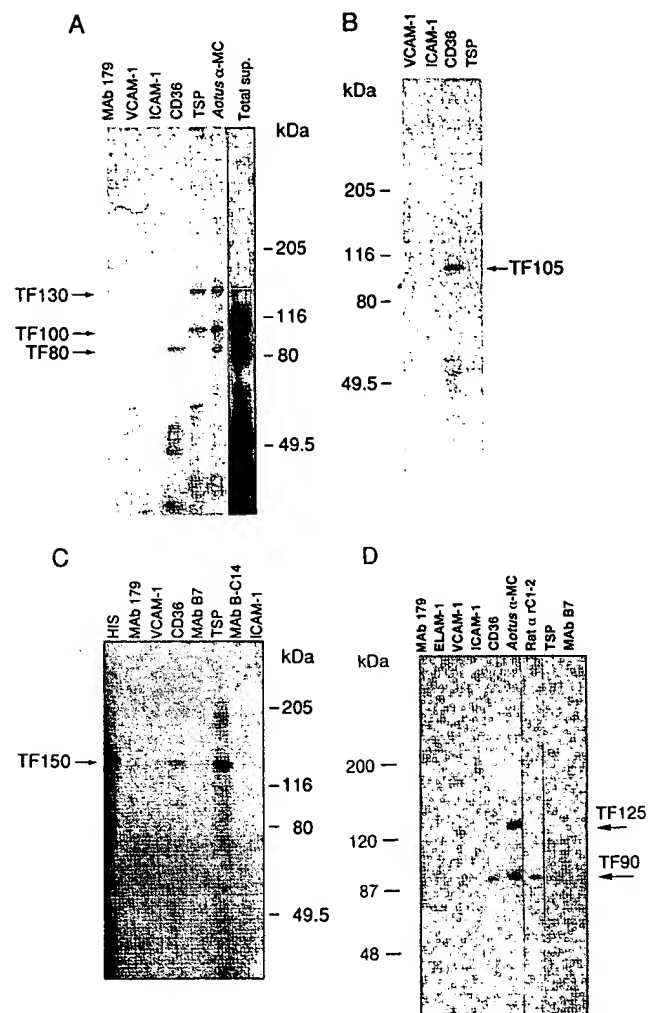 A
MAb 179
VCAM-1
ICAM-1
CD36
TSP
Aotus α-MC
Total sup.
kDa
-205
TF130→
-116
TF100→
TF80→
-80
-49.5
B
VCAM-1
ICAM-1
CD36
TSP
kDa
205-
116-
←TF105
80-
49.5-
C
HIS
MAb 179
VCAM-1
CD36
MAb B7
TSP
MAb B-C14
ICAM-1
kDa
-205
TF150→
-116
-80
-49.5
D
MAb 179
ELAM-1
VCAM-1
ICAM-1
CD36
Aotus α-MC
Rat α rC1-2
TSP
MAb B7
kDa
200-
TF125
←
120-
TF90
←
87-
48-